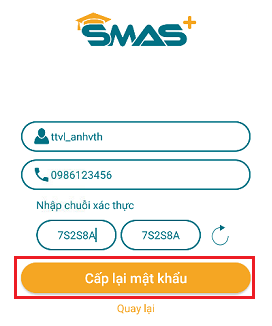 SMAS+
ttvl_anhvth
0986123456
Nhập chuỗi xác thực
7S2S8A 7S2S8A
Cấp lại mật khẩu
Quay lại